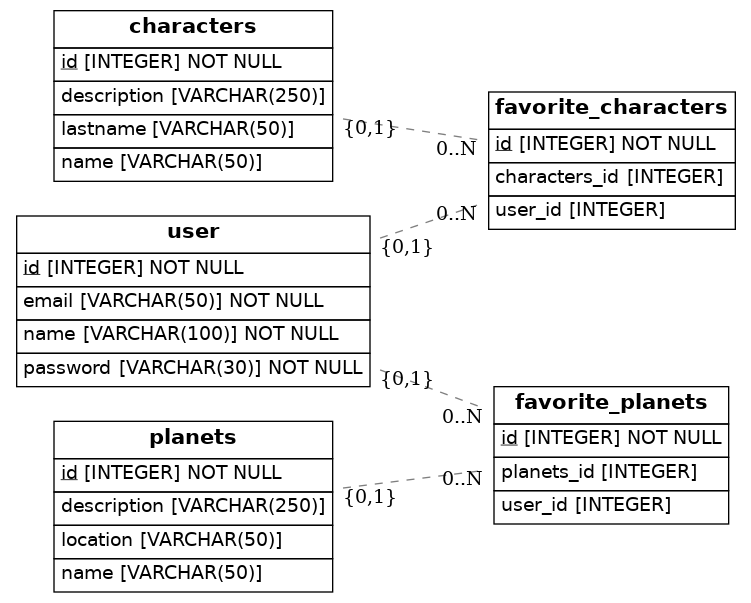 characters
id [INTEGER] NOT NULL
description [VARCHAR(250)]
lastname [VARCHAR(50)]
name [VARCHAR(50)]
{0,1}
0..N
favorite_characters
id [INTEGER] NOT NULL
characters_id [INTEGER]
user_id [INTEGER]
0..N
{0,1}
user
id [INTEGER] NOT NULL
email [VARCHAR(50)] NOT NULL
name [VARCHAR(100)] NOT NULL
password [VARCHAR(30)] NOT NULL
{0,1}
0..N
favorite_planets
id [INTEGER] NOT NULL
planets_id [INTEGER]
user_id [INTEGER]
0..N
{0,1}
planets
id [INTEGER] NOT NULL
description [VARCHAR(250)]
location [VARCHAR(50)]
name [VARCHAR(50)]